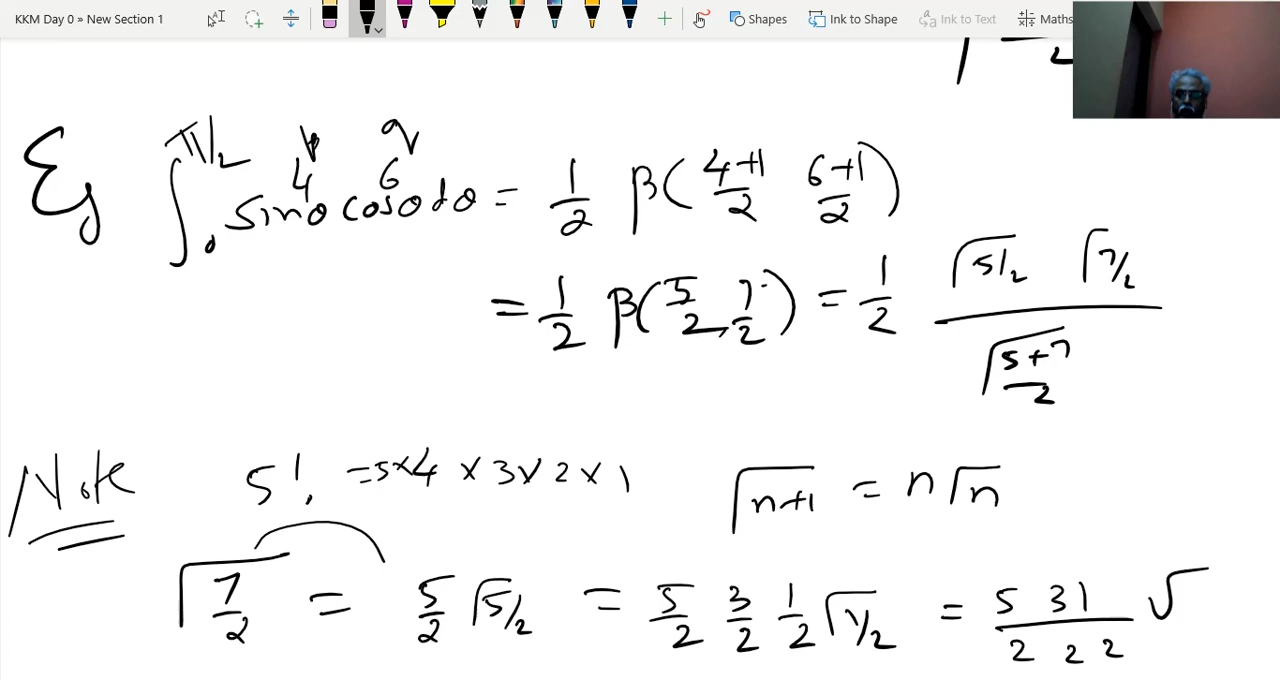 KKM Day 0 » New Section 1 Shapes Ink to Shape Ink to Text Maths
Eg ∫₀^π/2 sin⁴θ cos⁶θ dθ = 1/2 β(4+1/2 6+1/2)
= 1/2 β(5/2, 7/2) = 1/2 Γ5/2 Γ7/2 / Γ5+7/2
Note 5! = 5×4 × 3 × 2 × 1 Γn+1 = nΓn
Γ7/2 = 5/2 Γ5/2 = 5/2 3/2 1/2 Γ1/2 = 5 3 1 / 2 2 2 √